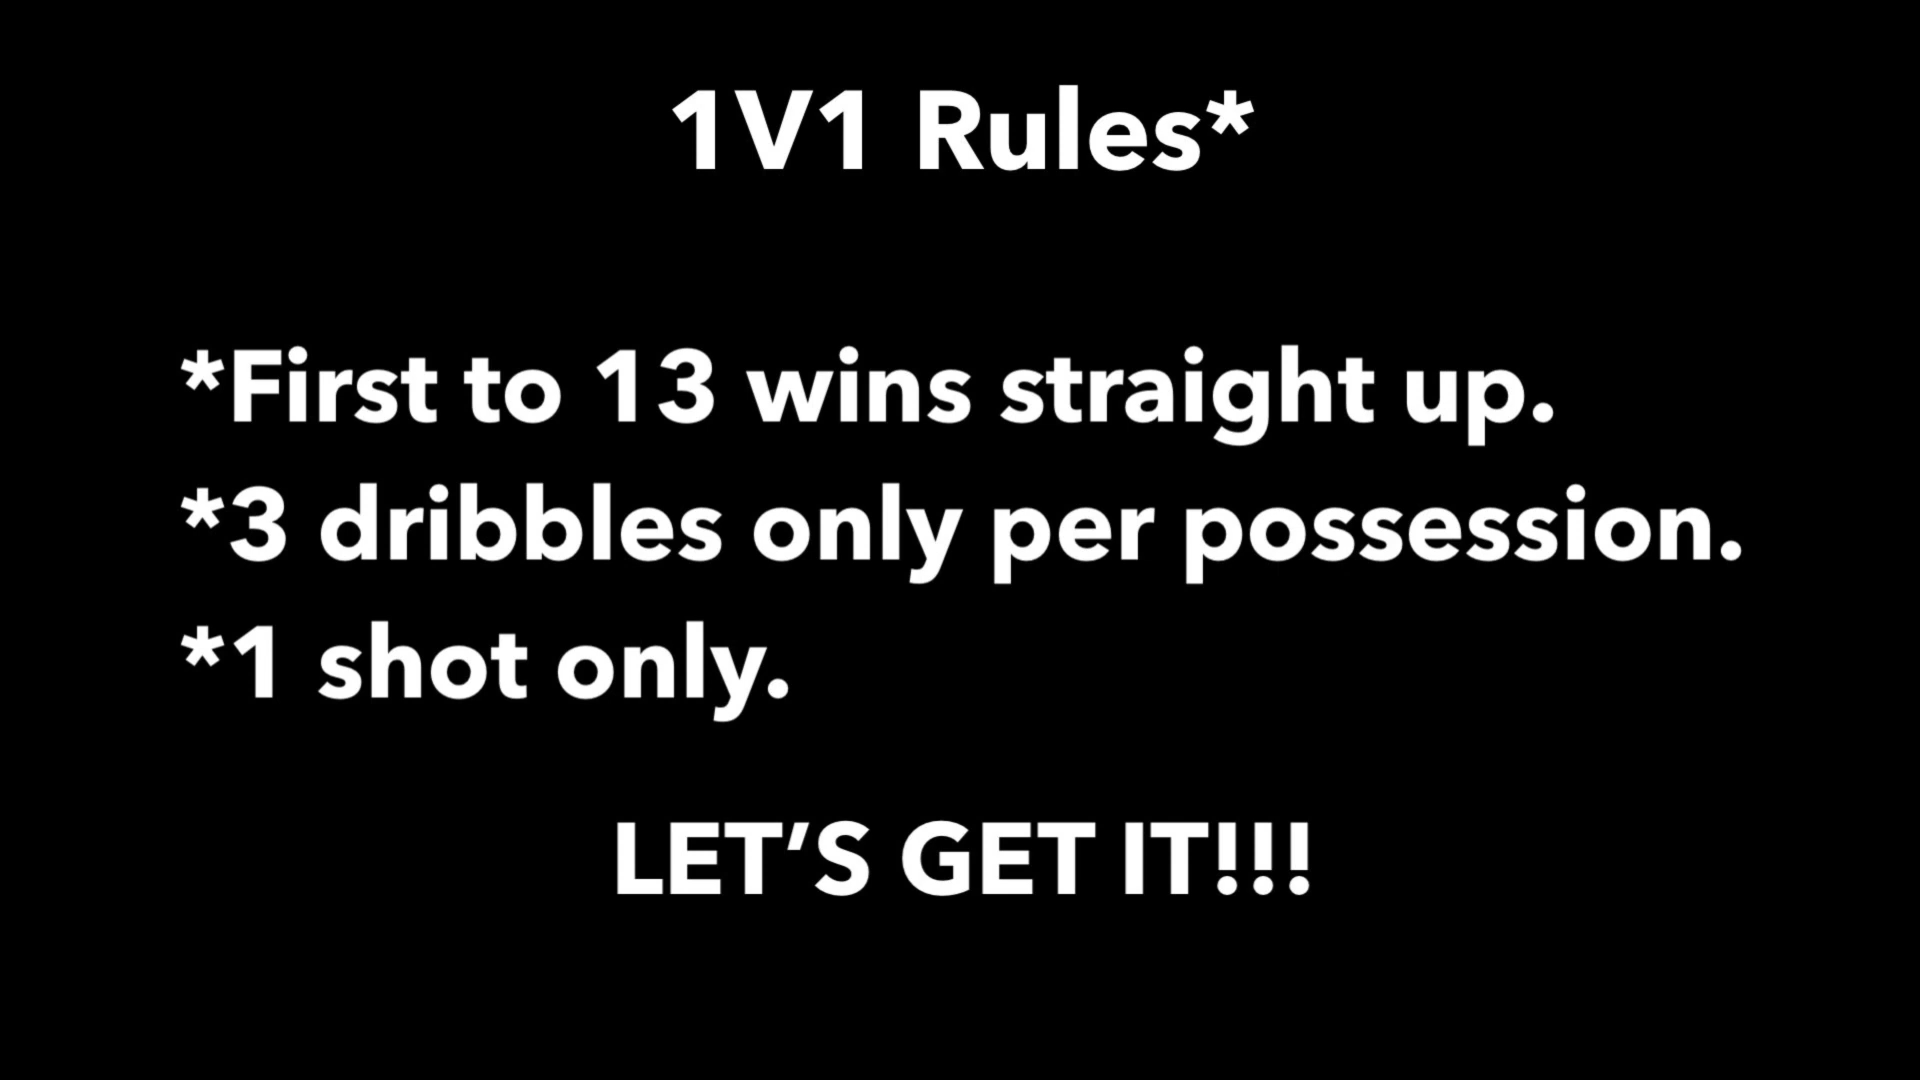 1V1 Rules*
*First to 13 wins straight up.
*3 dribbles only per possession.
*1 shot only.
LET’S GET IT!!!